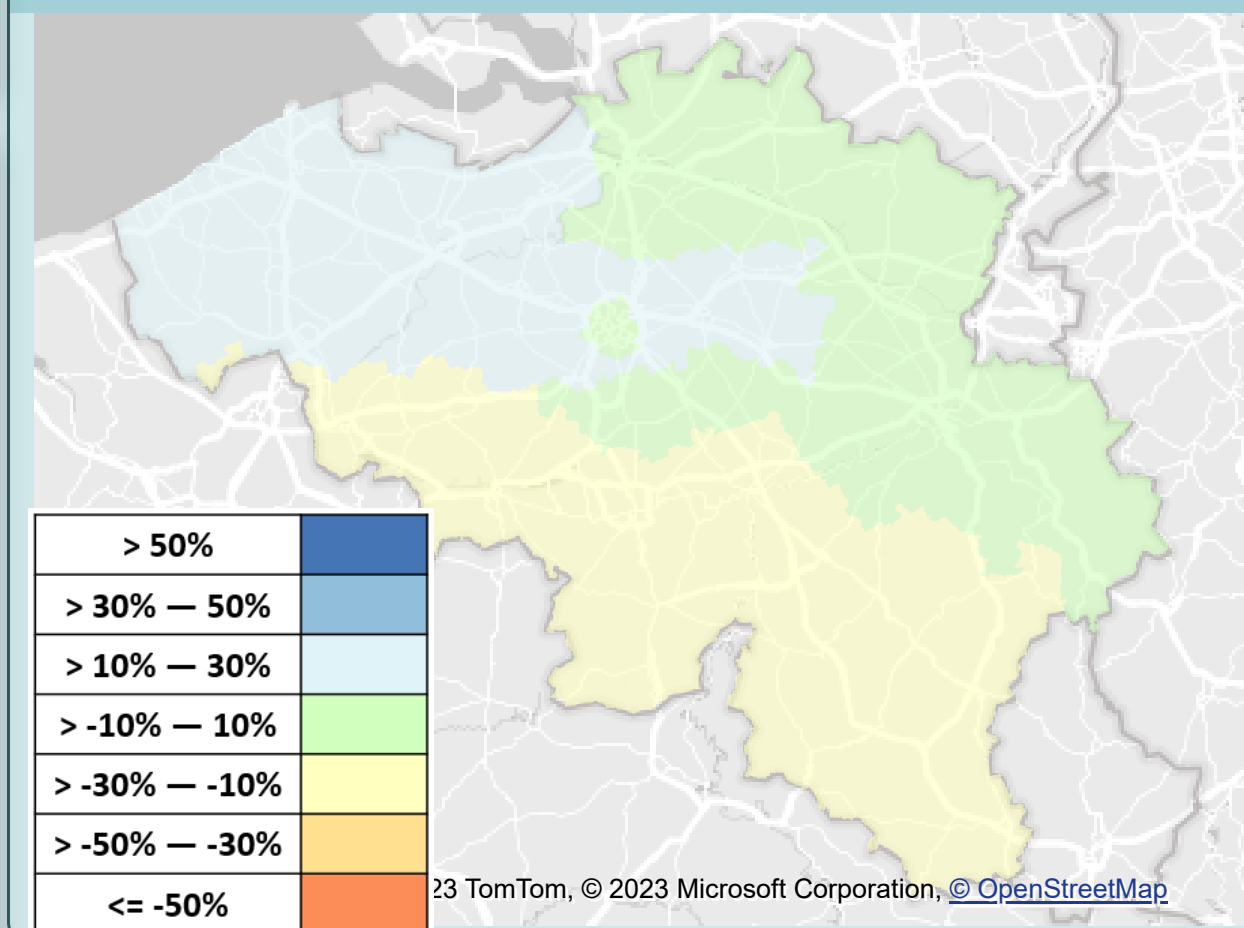 > 50%
> 30% — 50%
> 10% — 30%
> -10% — 10%
> -30% — -10%
> -50% — -30%
<= -50%
23 TomTom, © 2023 Microsoft Corporation, © OpenStreetMap